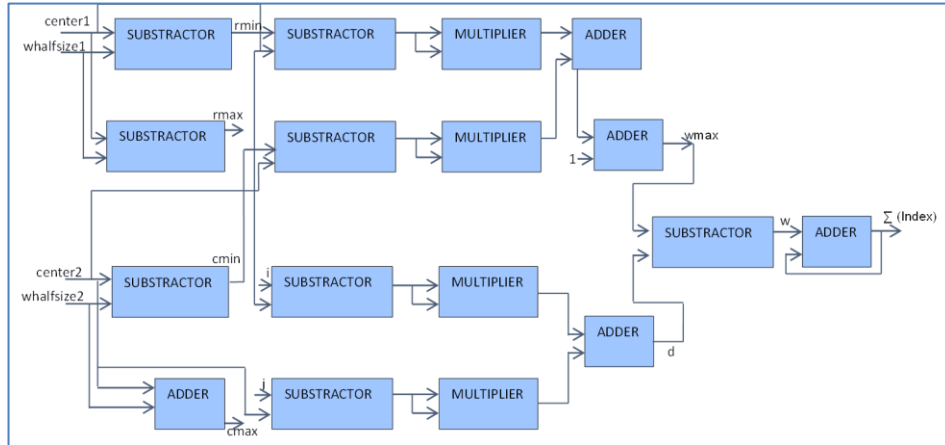 center1
whalfsize1
SUBSTRACTOR
rmin
SUBSTRACTOR
MULTIPLIER
ADDER
SUBSTRACTOR
rmax
SUBSTRACTOR
MULTIPLIER
ADDER
wmax
1
center2
whalfsize2
SUBSTRACTOR
cmin
i
SUBSTRACTOR
MULTIPLIER
ADDER
d
SUBSTRACTOR
w
ADDER
∑ (Index)
ADDER
cmax
j
SUBSTRACTOR
MULTIPLIER